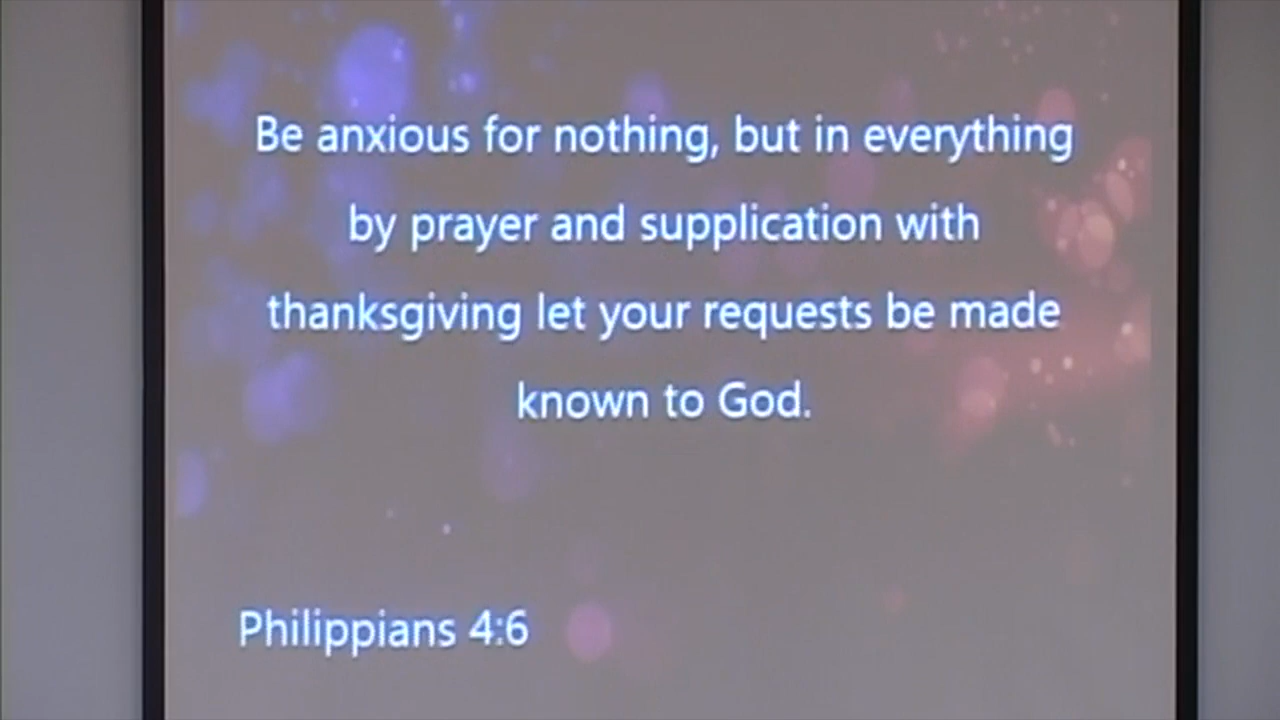 Be anxious for nothing, but in everything
by prayer and supplication with
thanksgiving let your requests be made
known to God.
Philippians 4:6